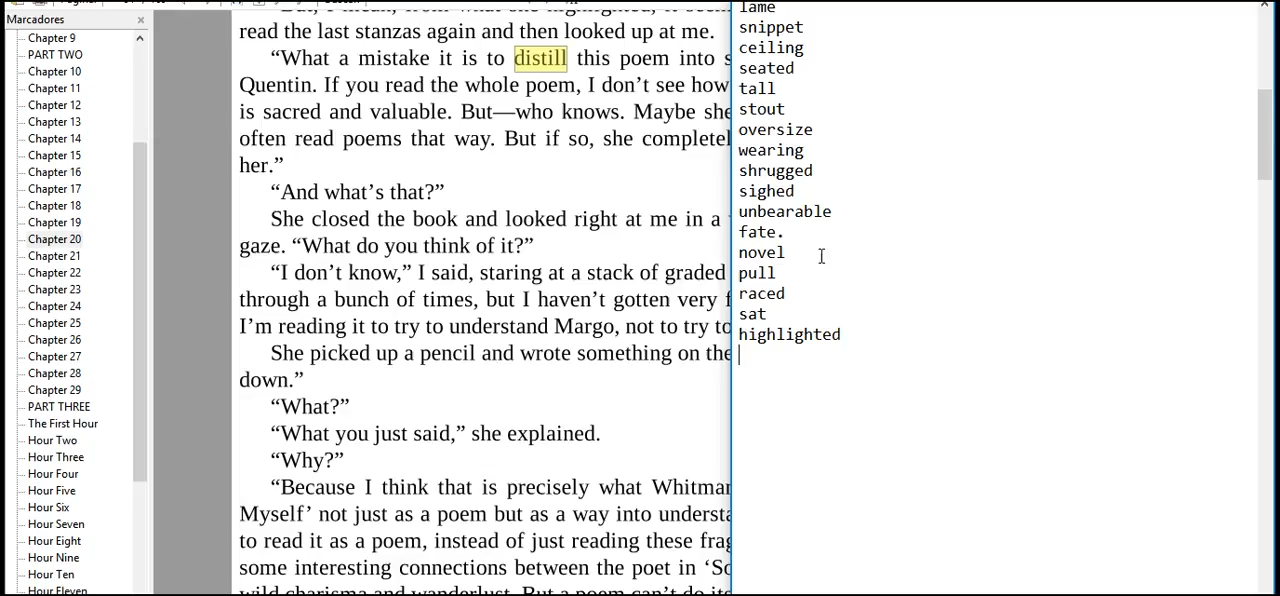 Marcadores
Chapter 9
PART TWO
Chapter 10
Chapter 11
Chapter 12
Chapter 13
Chapter 14
Chapter 15
Chapter 16
Chapter 17
Chapter 18
Chapter 19
Chapter 20
Chapter 21
Chapter 22
Chapter 23
Chapter 24
Chapter 25
Chapter 26
Chapter 27
Chapter 28
Chapter 29
PART THREE
The First Hour
Hour Two
Hour Three
Hour Four
Hour Five
Hour Six
Hour Seven
Hour Eight
Hour Nine
Hour Ten
Hour Eleven
read the last stanzas again and then looked up at me.
“What a mistake it is to distill this poem into
Quentin. If you read the whole poem, I don’t see how
is sacred and valuable. But—who knows. Maybe she
often read poems that way. But if so, she
her.”
“And what’s that?”
She closed the book and looked right at me in a
gaze. “What do you think of it?”
“I don’t know,” I said, staring at a stack of graded
through a bunch of times, but I haven’t gotten very
I’m reading it to try to understand Margo, not to try to
She picked up a pencil and wrote something on the
down.”
“What?”
“What you just said,” she explained.
“Why?”
“Because I think that is precisely what
Myself’ not just as a poem but as a way into
to read it as a poem, instead of just reading these
some interesting connections between the poet in
wild charisma and wanderlust. But a poem can’t do
lame
snippet
ceiling
seated
tall
stout
oversize
wearing
shrugged
sighed
unbearable
fate.
novel
pull
raced
sat
highlighted